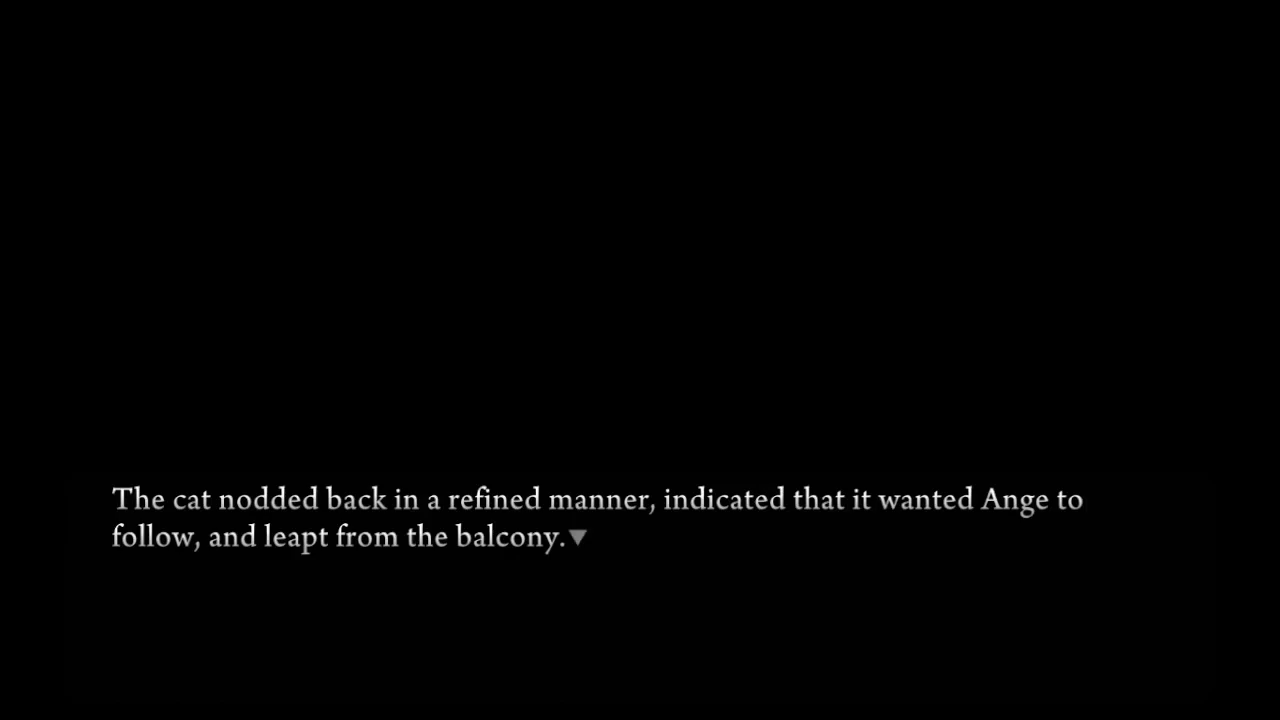 The cat nodded back in a refined manner, indicated that it wanted Ange to
follow, and leapt from the balcony.▼